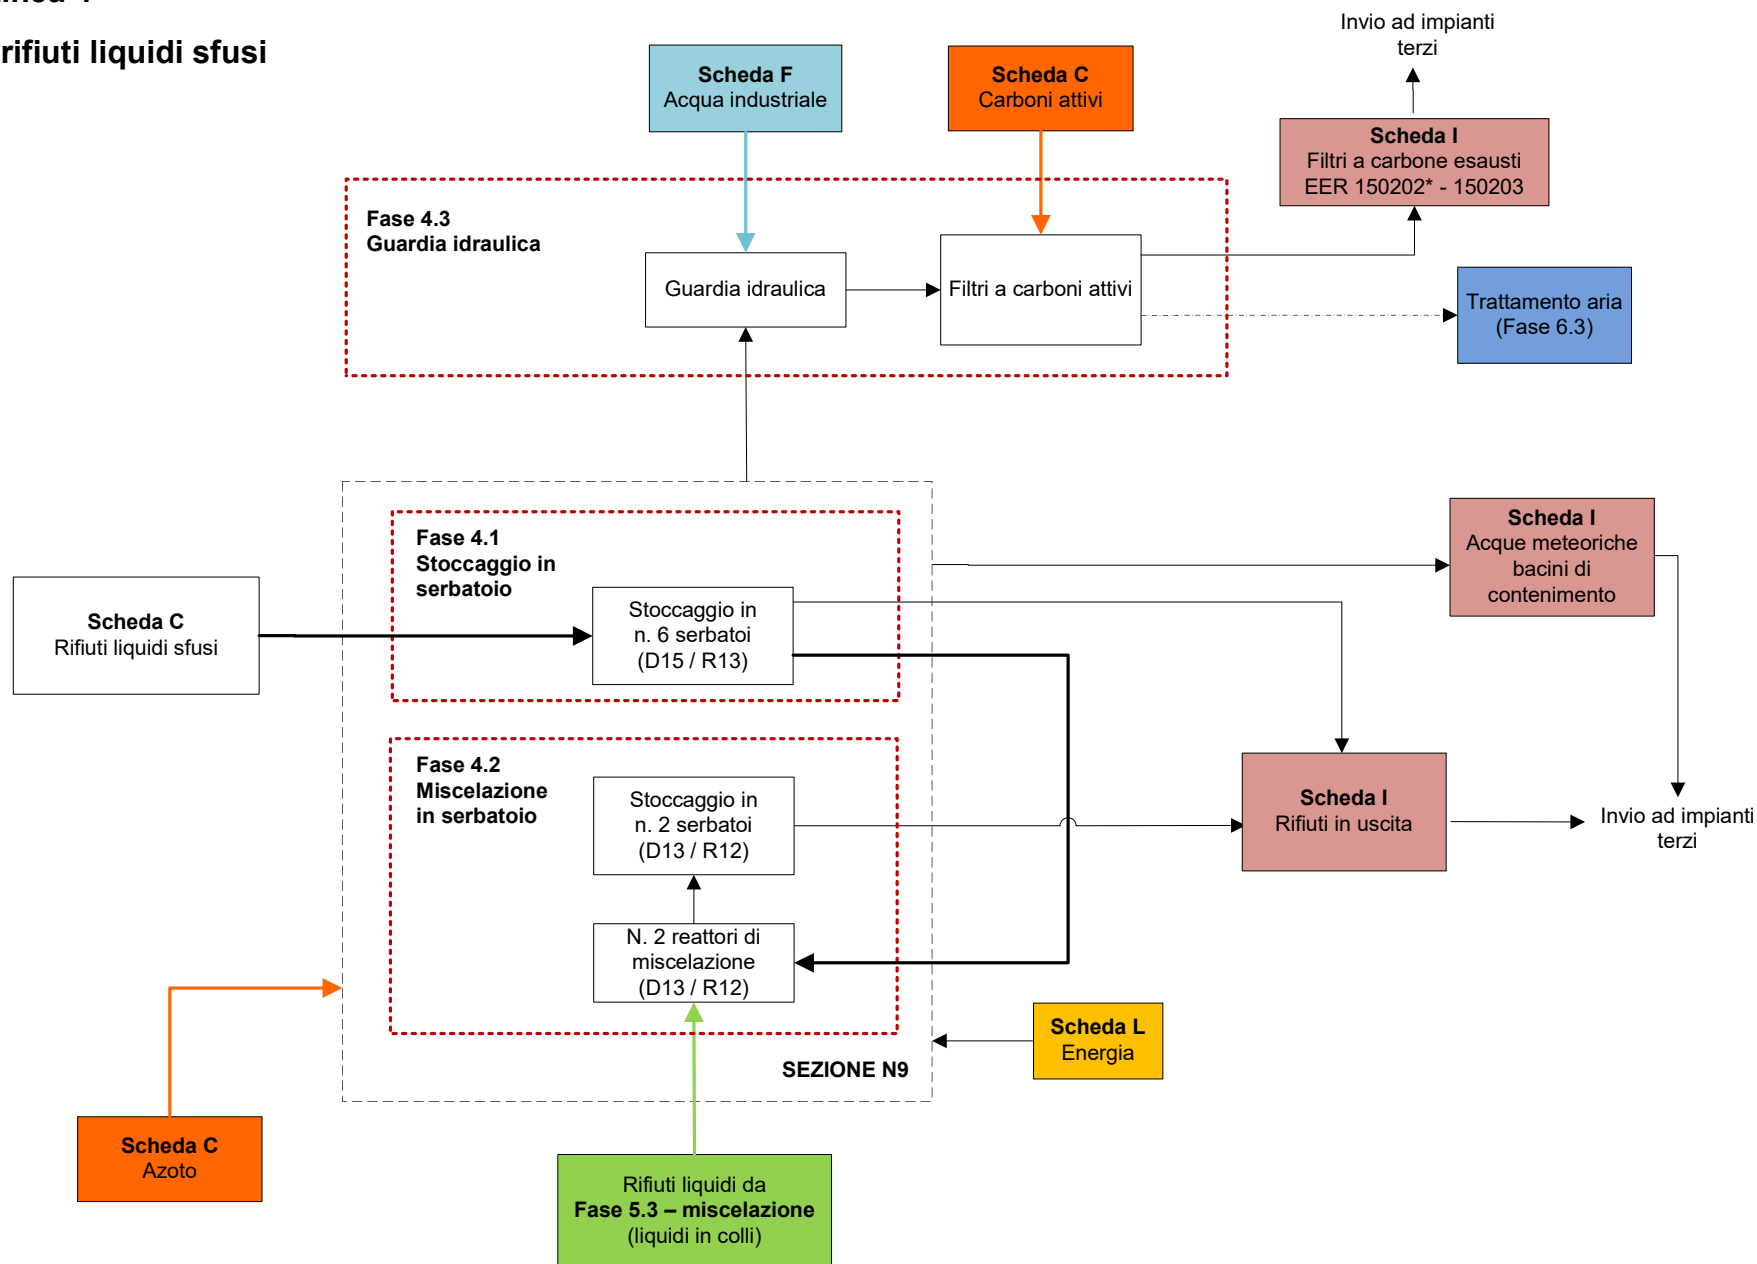 rifiuti liquidi sfusi
Invio ad impianti
terzi
Scheda F
Acqua industriale
Scheda C
Carboni attivi
Scheda I
Filtri a carbone esausti
EER 150202* - 150203
Fase 4.3
Guardia idraulica
Guardia idraulica
Filtri a carboni attivi
Trattamento aria
(Fase 6.3)
Fase 4.1
Stoccaggio in
serbatoio
Scheda I
Acque meteoriche
bacini di
contenimento
Scheda C
Rifiuti liquidi sfusi
Stoccaggio in
n. 6 serbatoi
(D15 / R13)
Fase 4.2
Miscelazione
in serbatoio
Stoccaggio in
n. 2 serbatoi
(D13 / R12)
Scheda I
Rifiuti in uscita
Invio ad impianti
terzi
N. 2 reattori di
miscelazione
(D13 / R12)
Scheda L
Energia
SEZIONE N9
Scheda C
Azoto
Rifiuti liquidi da
Fase 5.3 – miscelazione
(liquidi in colli)